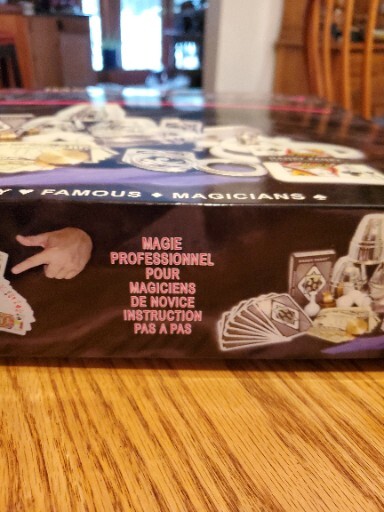 Y ♥ FAMOUS ♦ MAGICIANS ♠
MAGIE
PROFESSIONNEL
POUR
MAGICIENS
DE NOVICE
INSTRUCTION
PAS A PAS